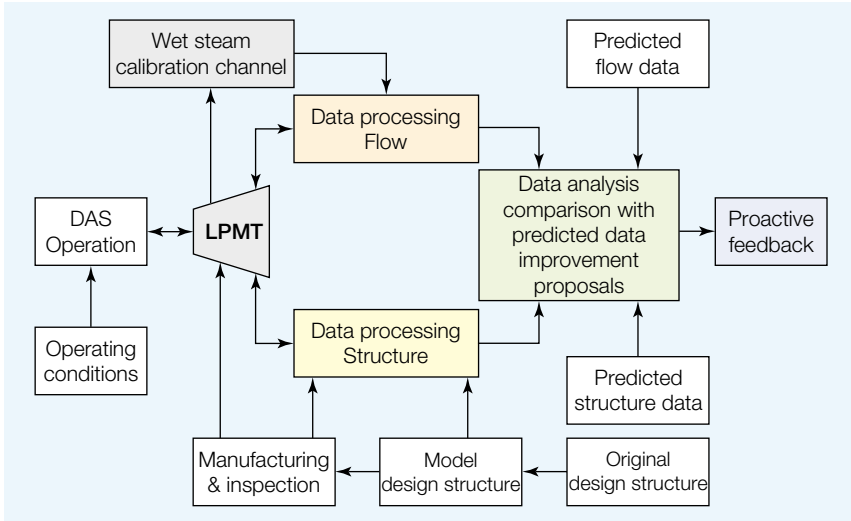 Wet steam
calibration channel
Predicted
flow data
Data processing
Flow
DAS
Operation
LPMT
Data analysis
comparison with
predicted data
improvement
proposals
Proactive
feedback
Operating
conditions
Data processing
Structure
Predicted
structure data
Manufacturing
& inspection
Model
design structure
Original
design structure